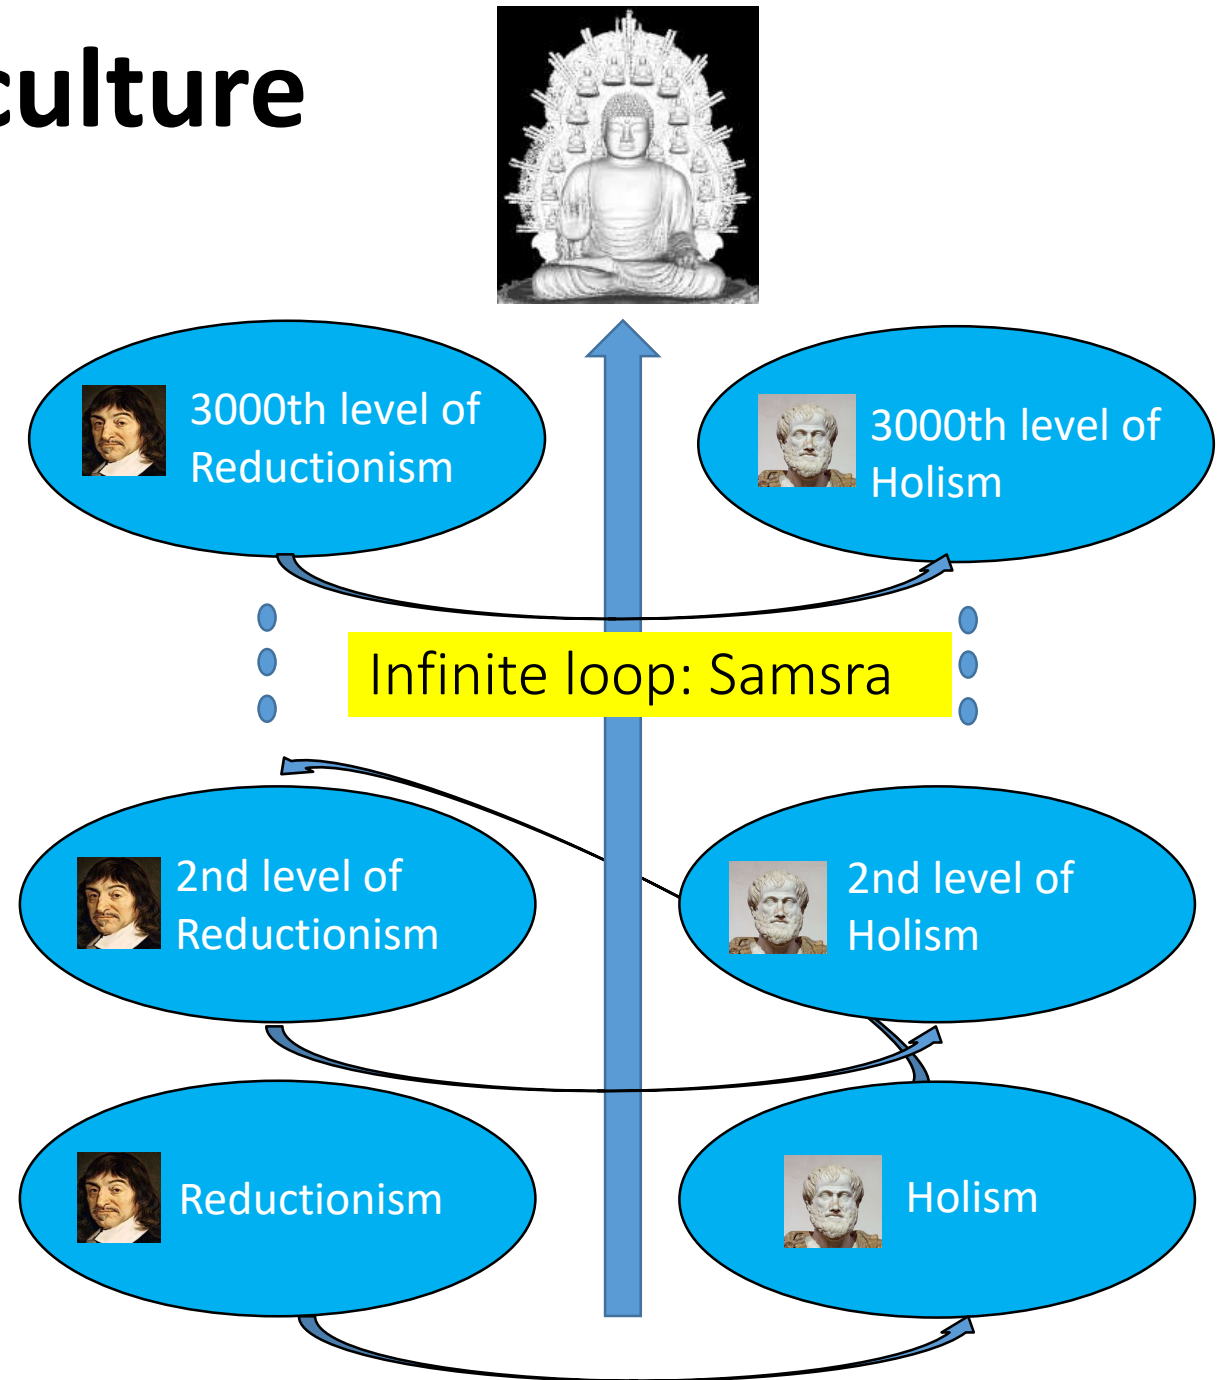 culture
3000th level of
Reductionism
3000th level of
Holism
Infinite loop: Samsra
2nd level of
Reductionism
2nd level of
Holism
Reductionism
Holism